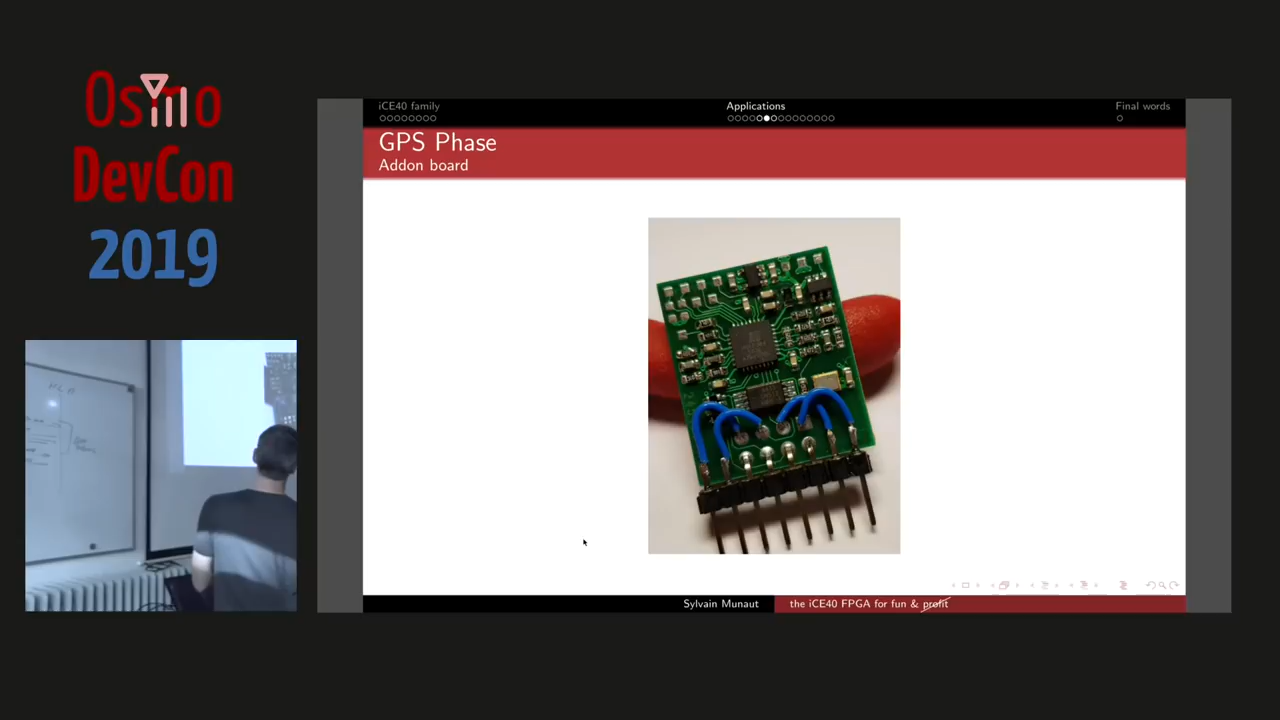 Osmo
DevCon
2019
iCE40 family
Applications
Final words
GPS Phase
Addon board
Sylvain Munaut
the iCE40 FPGA for fun & profit